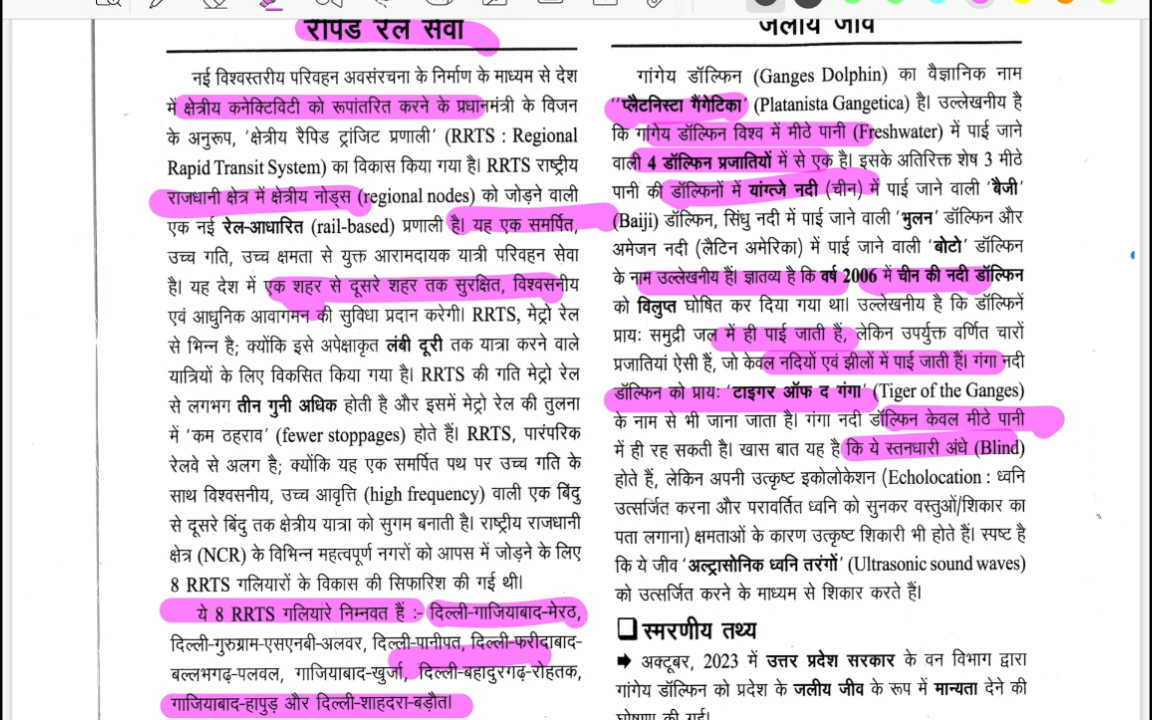 रैपिड रेल सेवा
नई विश्वस्तरीय परिवहन अवसंरचना के निर्माण के माध्यम से देश
में क्षेत्रीय कनेक्टिविटी को रूपांतरित करने के प्रधानमंत्री के विजन
के अनुरूप, 'क्षेत्रीय रैपिड ट्रांजिट प्रणाली' (RRTS : Regional
Rapid Transit System) का विकास किया गया है। RRTS राष्ट्रीय
राजधानी क्षेत्र में क्षेत्रीय नोड्स (regional nodes) को जोड़ने वाली
एक नई रेल-आधारित (rail-based) प्रणाली है। यह एक समर्पित,
उच्च गति, उच्च क्षमता से युक्त आरामदायक यात्री परिवहन सेवा
है। यह देश में एक शहर से दूसरे शहर तक सुरक्षित, विश्वसनीय
एवं आधुनिक आवागमन की सुविधा प्रदान करेगी। RRTS, मेट्रो रेल
से भिन्न है; क्योंकि इसे अपेक्षाकृत लंबी दूरी तक यात्रा करने वाले
यात्रियों के लिए विकसित किया गया है। RRTS की गति मेट्रो रेल
से लगभग तीन गुनी अधिक होती है और इसमें मेट्रो रेल की तुलना
में 'कम ठहराव' (fewer stoppages) होते हैं। RRTS, पारंपरिक
रेलवे से अलग है; क्योंकि यह एक समर्पित पथ पर उच्च गति के
साथ विश्वसनीय, उच्च आवृत्ति (high frequency) वाली एक बिंदु
से दूसरे बिंदु तक क्षेत्रीय यात्रा को सुगम बनाती है। राष्ट्रीय राजधानी
क्षेत्र (NCR) के विभिन्न महत्वपूर्ण नगरों को आपस में जोड़ने के लिए
8 RRTS गलियारों के विकास की सिफारिश की गई थी।
ये 8 RRTS गलियारे निम्नवत हैं :- दिल्ली-गाजियाबाद-मेरठ,
दिल्ली-गुरुग्राम-एसएनबी-अलवर, दिल्ली-पानीपत, दिल्ली-फरीदाबाद-
बल्लभगढ़-पलवल, गाजियाबाद-खुर्जा, दिल्ली-बहादुरगढ़-रोहतक,
गाजियाबाद-हापुड़ और दिल्ली-शाहदरा-बड़ौत।
जलीय जीव
गांगेय डॉल्फिन (Ganges Dolphin) का वैज्ञानिक नाम
''प्लैटनिस्टा गैंगेटिका' (Platanista Gangetica) है। उल्लेखनीय है
कि गांगेय डॉल्फिन विश्व में मीठे पानी (Freshwater) में पाई जाने
वाली 4 डॉल्फिन प्रजातियों में से एक है। इसके अतिरिक्त शेष 3 मीठे
पानी की डॉल्फिनों में यांग्त्जे नदी (चीन) में पाई जाने वाली 'बैजी'
(Baiji) डॉल्फिन, सिंधु नदी में पाई जाने वाली 'भुलन' डॉल्फिन और
अमेजन नदी (लैटिन अमेरिका) में पाई जाने वाली 'बोटो' डॉल्फिन
के नाम उल्लेखनीय हैं। ज्ञातव्य है कि वर्ष 2006 में चीन की नदी डॉल्फिन
को विलुप्त घोषित कर दिया गया था। उल्लेखनीय है कि डॉल्फिनें
प्रायः समुद्री जल में ही पाई जाती हैं, लेकिन उपर्युक्त वर्णित चारों
प्रजातियां ऐसी हैं, जो केवल नदियों एवं झीलों में पाई जाती हैं। गंगा नदी
डॉल्फिन को प्रायः 'टाइगर ऑफ द गंगा' (Tiger of the Ganges)
के नाम से भी जाना जाता है। गंगा नदी डॉल्फिन केवल मीठे पानी
में ही रह सकती है। खास बात यह है कि ये स्तनधारी अंधे (Blind)
होते हैं, लेकिन अपनी उत्कृष्ट इकोलोकेशन (Echolocation : ध्वनि
उत्सर्जित करना और परावर्तित ध्वनि को सुनकर वस्तुओं/शिकार का
पता लगाना) क्षमताओं के कारण उत्कृष्ट शिकारी भी होते हैं। स्पष्ट है
कि ये जीव 'अल्ट्रासोनिक ध्वनि तरंगों' (Ultrasonic sound waves)
को उत्सर्जित करने के माध्यम से शिकार करते हैं।
स्मरणीय तथ्य
➡ अक्टूबर, 2023 में उत्तर प्रदेश सरकार के वन विभाग द्वारा
गांगेय डॉल्फिन को प्रदेश के जलीय जीव के रूप में मान्यता देने की
घोषणा की गई।